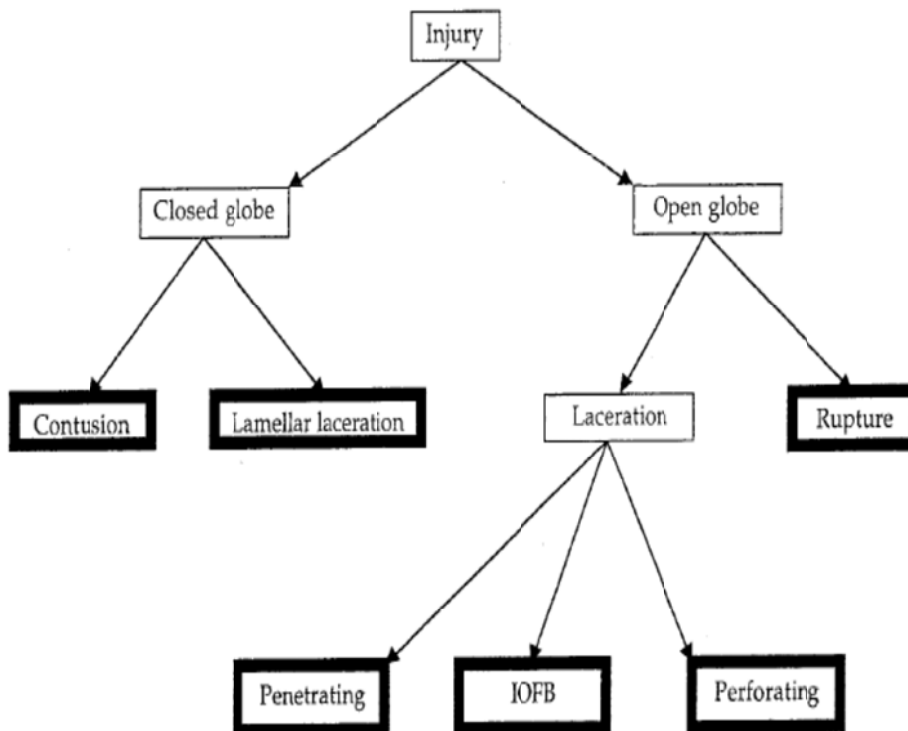 Injury
Closed globe
Open globe
Contusion
Lamellar laceration
Laceration
Rupture
Penetrating
IOFB
Perforating